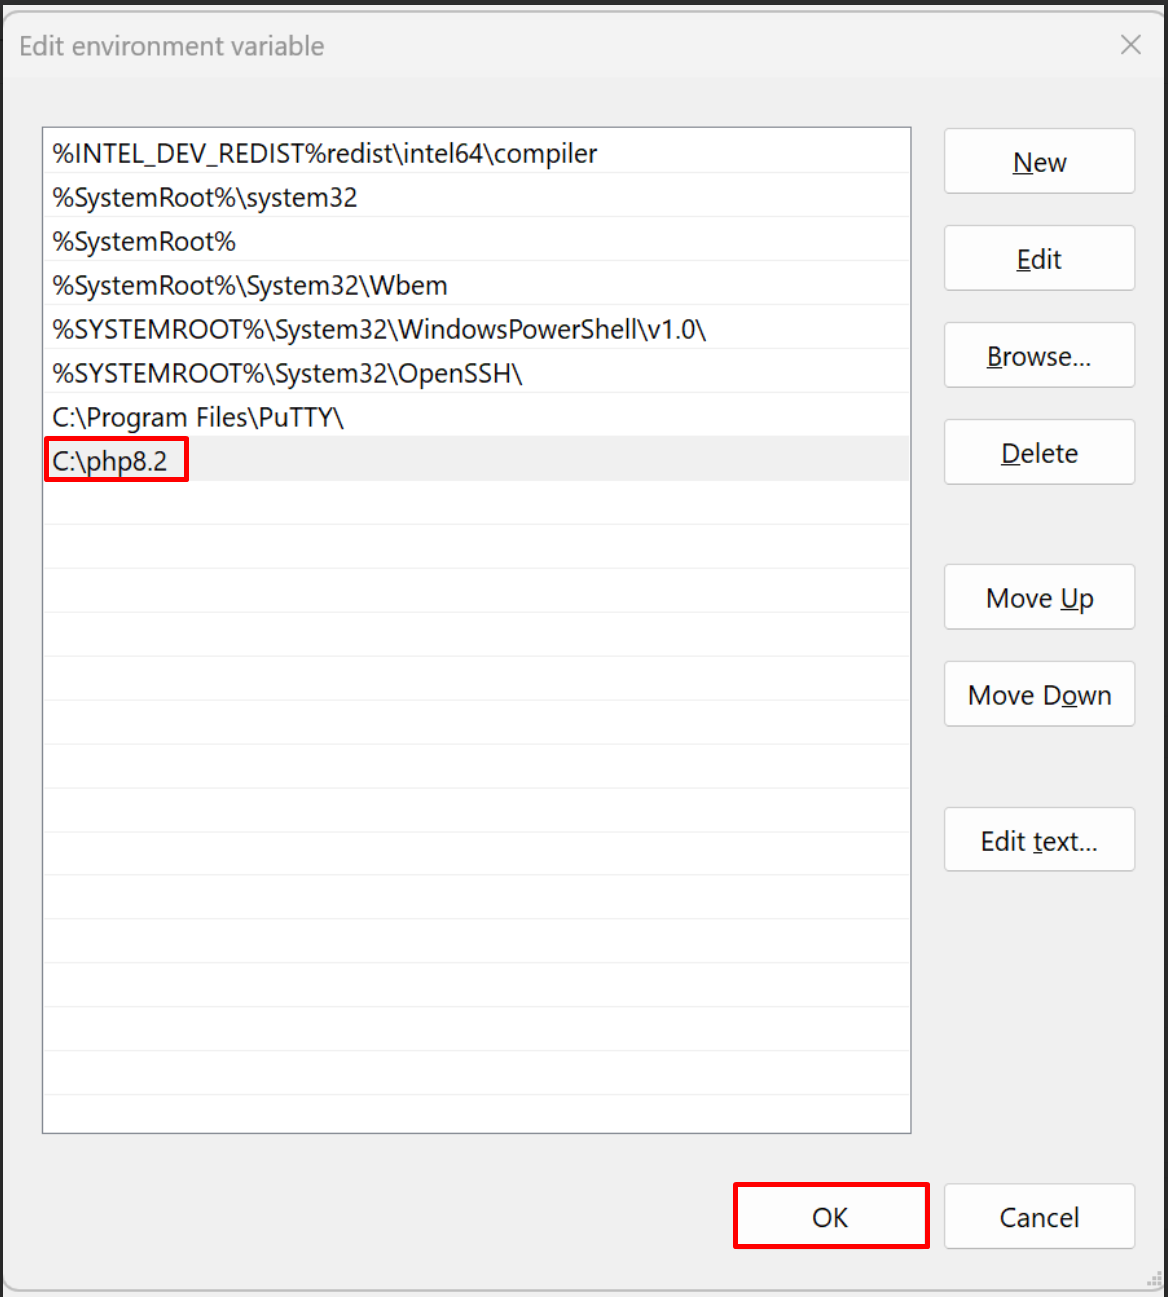 Edit environment variable
%INTEL_DEV_REDIST%redist\intel64\compiler
%SystemRoot%\system32
%SystemRoot%
%SystemRoot%\System32\Wbem
%SYSTEMROOT%\System32\WindowsPowerShell\v1.0\
%SYSTEMROOT%\System32\OpenSSH\
C:\Program Files\PuTTY\
C:\php8.2
New
Edit
Browse...
Delete
Move Up
Move Down
Edit text...
OK
Cancel